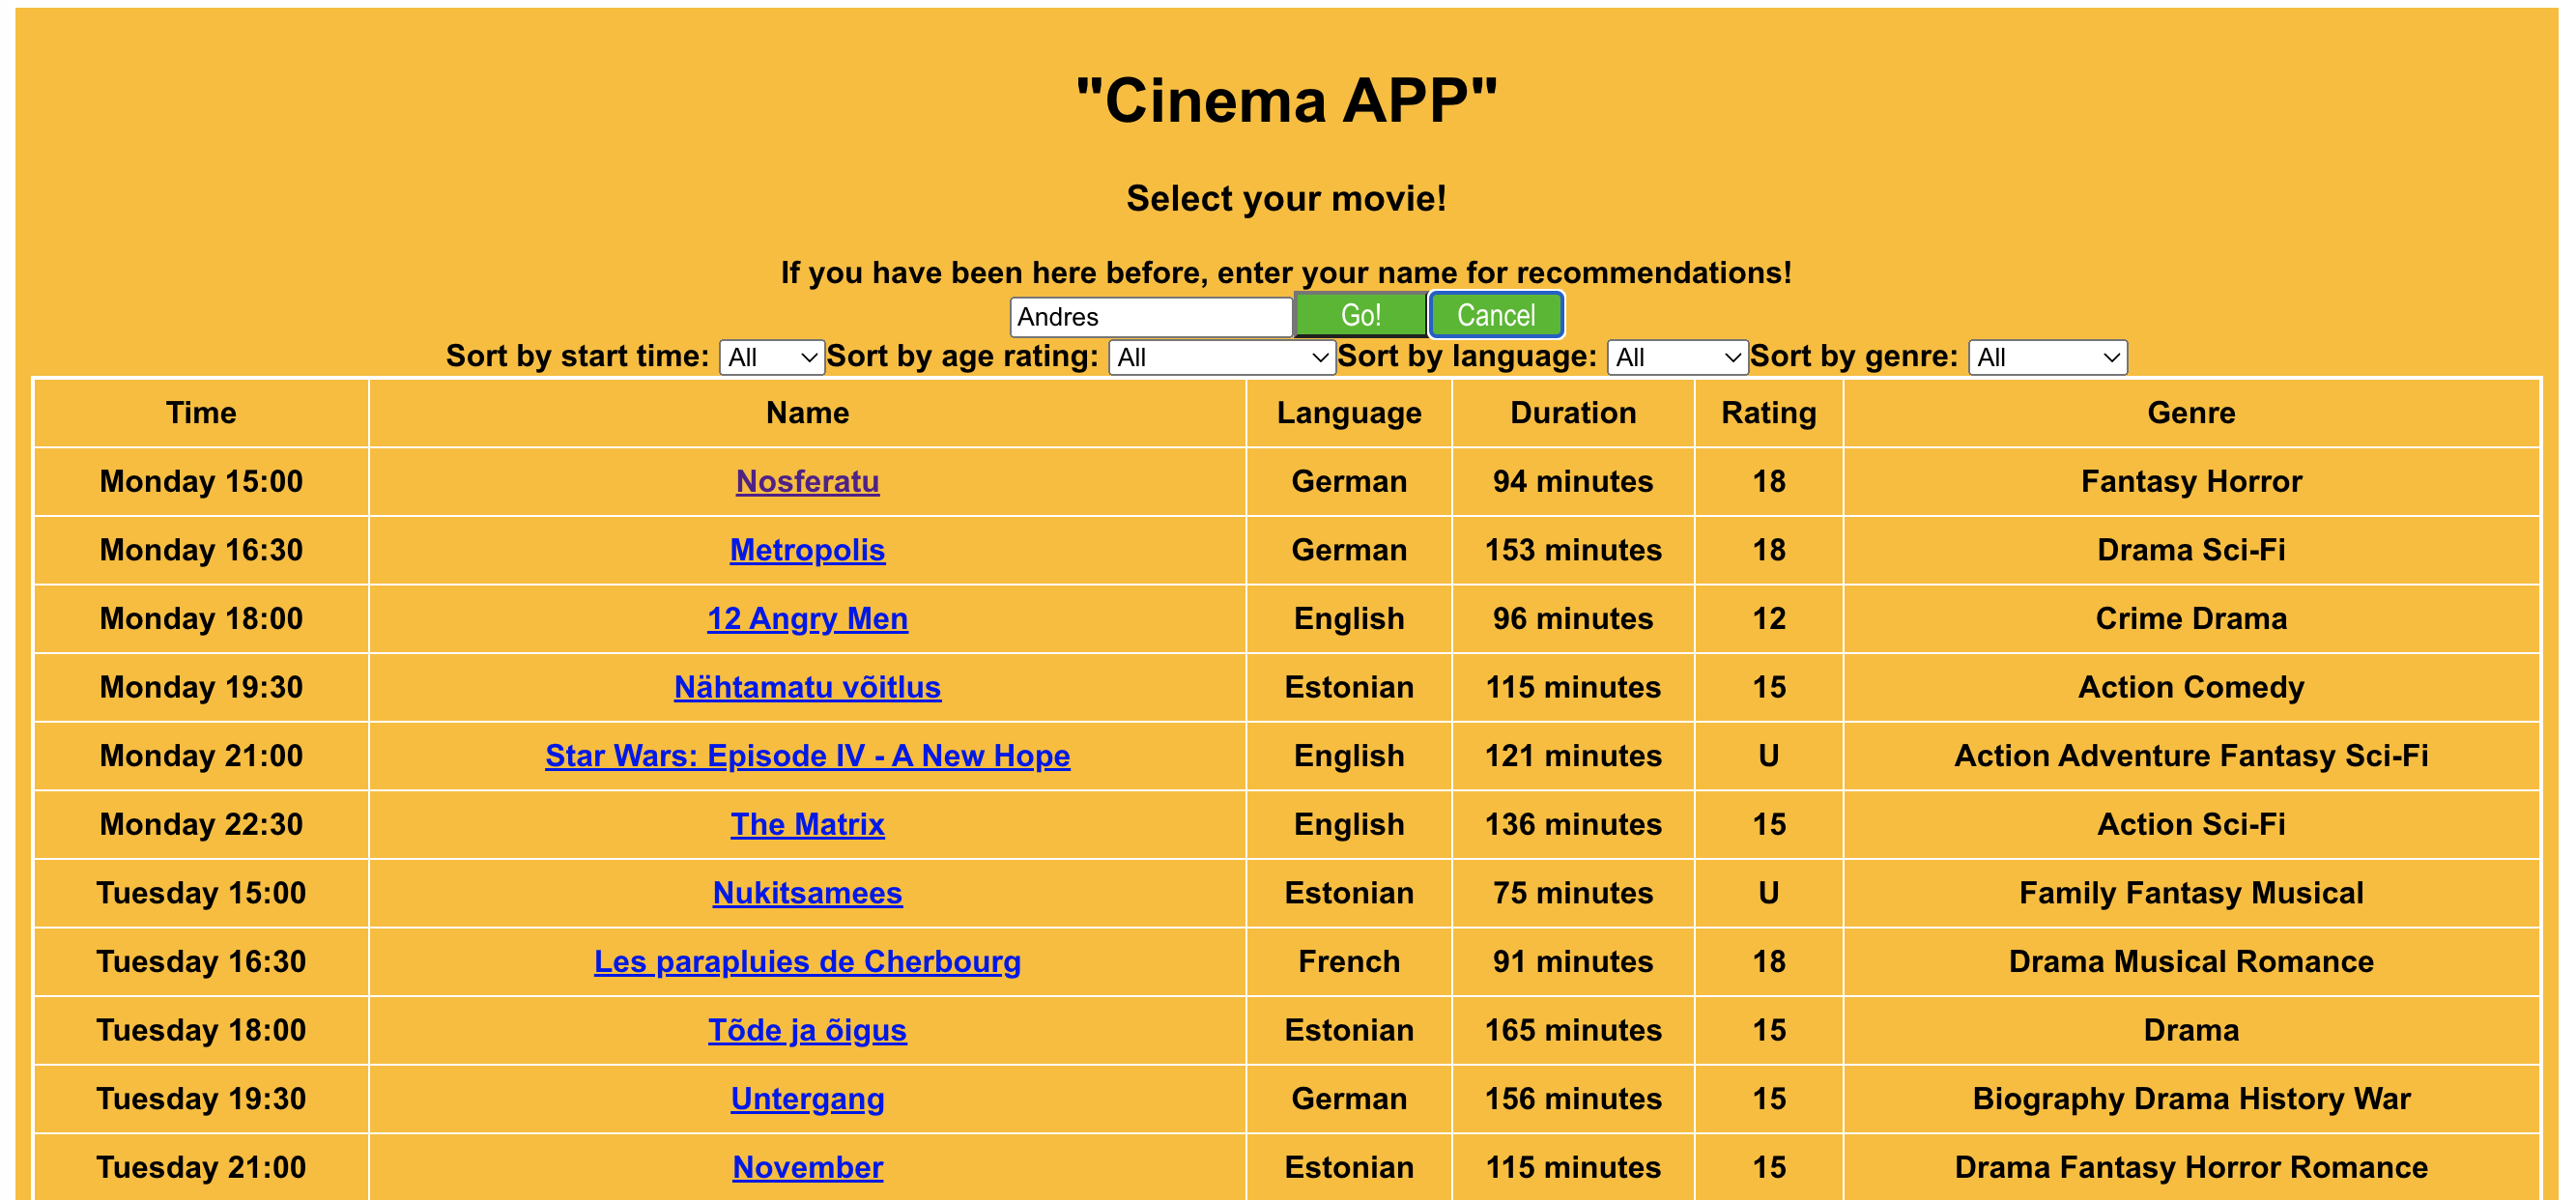 "Cinema APP"
Select your movie!
If you have been here before, enter your name for recommendations!
Andres Go! Cancel
Sort by start time: All Sort by age rating: All Sort by language: All Sort by genre: All
Time Name Language Duration Rating Genre
Monday 15:00 Nosferatu German 94 minutes 18 Fantasy Horror
Monday 16:30 Metropolis German 153 minutes 18 Drama Sci-Fi
Monday 18:00 12 Angry Men English 96 minutes 12 Crime Drama
Monday 19:30 Nähtamatu võitlus Estonian 115 minutes 15 Action Comedy
Monday 21:00 Star Wars: Episode IV - A New Hope English 121 minutes U Action Adventure Fantasy Sci-Fi
Monday 22:30 The Matrix English 136 minutes 15 Action Sci-Fi
Tuesday 15:00 Nukitsamees Estonian 75 minutes U Family Fantasy Musical
Tuesday 16:30 Les parapluies de Cherbourg French 91 minutes 18 Drama Musical Romance
Tuesday 18:00 Tõde ja õigus Estonian 165 minutes 15 Drama
Tuesday 19:30 Untergang German 156 minutes 15 Biography Drama History War
Tuesday 21:00 November Estonian 115 minutes 15 Drama Fantasy Horror Romance